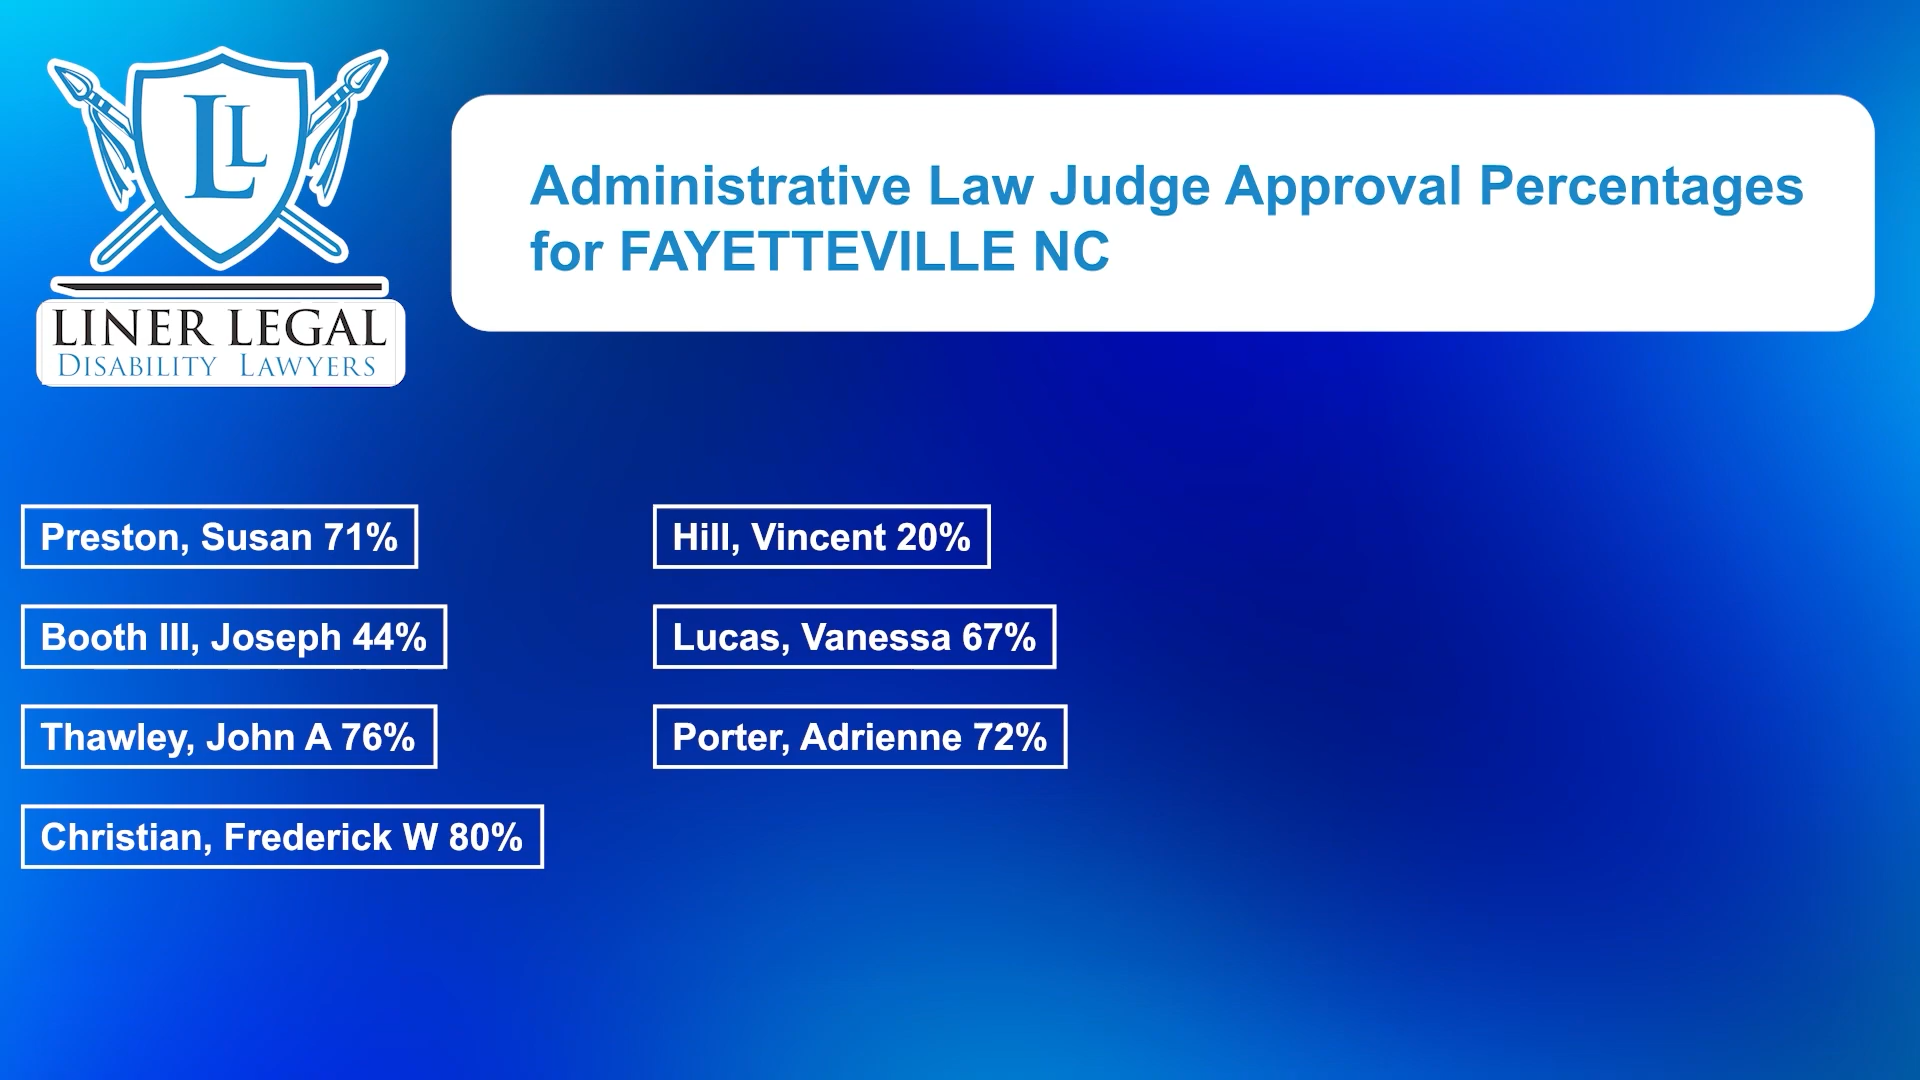 LL
LINER LEGAL
DISABILITY LAWYERS
Administrative Law Judge Approval Percentages
for FAYETTEVILLE NC
Preston, Susan 71%
Booth III, Joseph 44%
Thawley, John A 76%
Christian, Frederick W 80%
Hill, Vincent 20%
Lucas, Vanessa 67%
Porter, Adrienne 72%